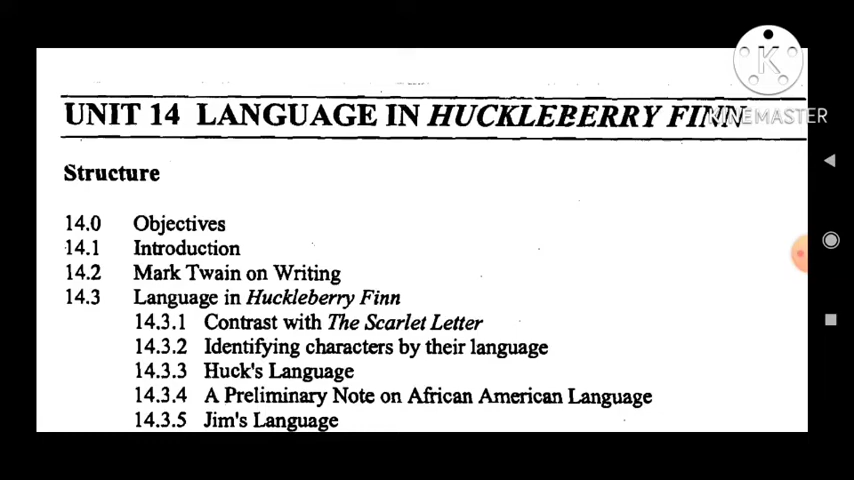 UNIT 14 LANGUAGE IN HUCKLEBERRY FINN
K
KINEMASTER
Structure
14.0 Objectives
14.1 Introduction
14.2 Mark Twain on Writing
14.3 Language in Huckleberry Finn
14.3.1 Contrast with The Scarlet Letter
14.3.2 Identifying characters by their language
14.3.3 Huck's Language
14.3.4 A Preliminary Note on African American Language
14.3.5 Jim's Language